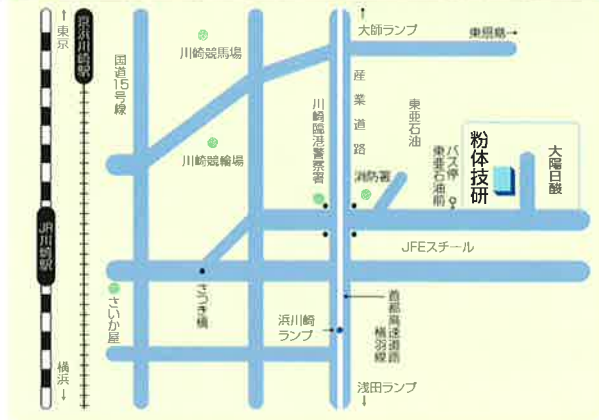 ↑東京
京浜川崎駅
国道15号線
川崎競馬場
川崎競輪場
↑
大師ランプ
東扇島→
産業道路
川崎臨港警察署
東亜石油
消防署
バス停
東亜石油前
粉体技研
大陽日酸
JR川崎駅
JFEスチール
さつき橋
さいか屋
浜川崎
ランプ
首都高速道路
横羽線
横浜↓
浅田ランプ
↓